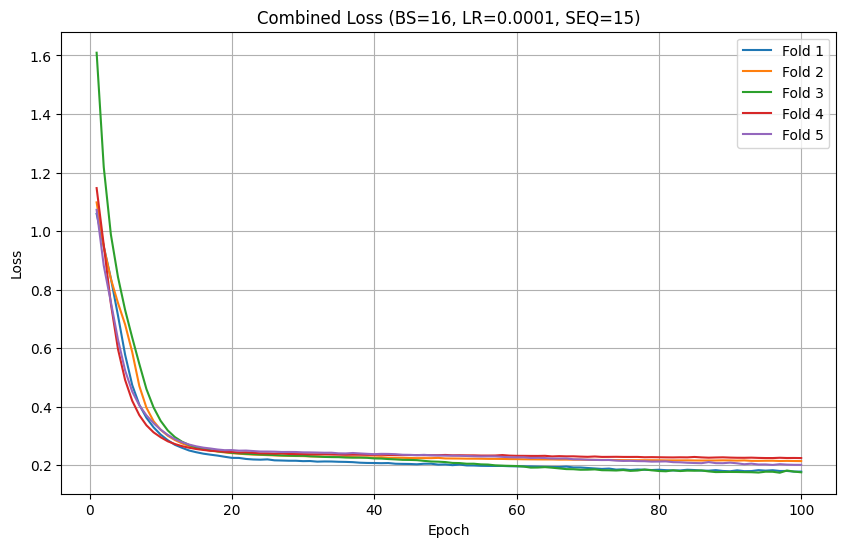 Combined Loss (BS=16, LR=0.0001, SEQ=15)
Fold 1
Fold 2
Fold 3
Fold 4
Fold 5
1.6
1.4
1.2
1.0
0.8
0.6
0.4
0.2
Loss
0
20
40
60
80
100
Epoch